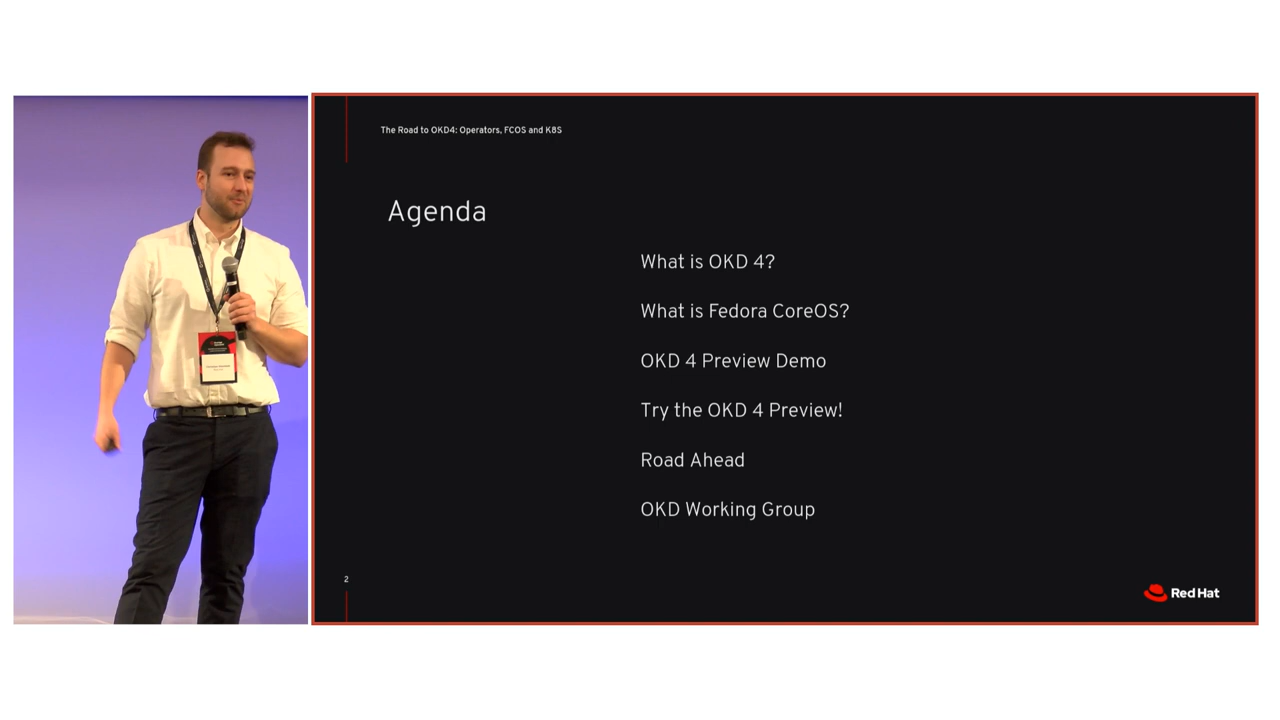 The Road to OKD4: Operators, FCOS and K8S
Agenda
What is OKD 4?
What is Fedora CoreOS?
OKD 4 Preview Demo
Try the OKD 4 Preview!
Road Ahead
OKD Working Group
2
Red Hat